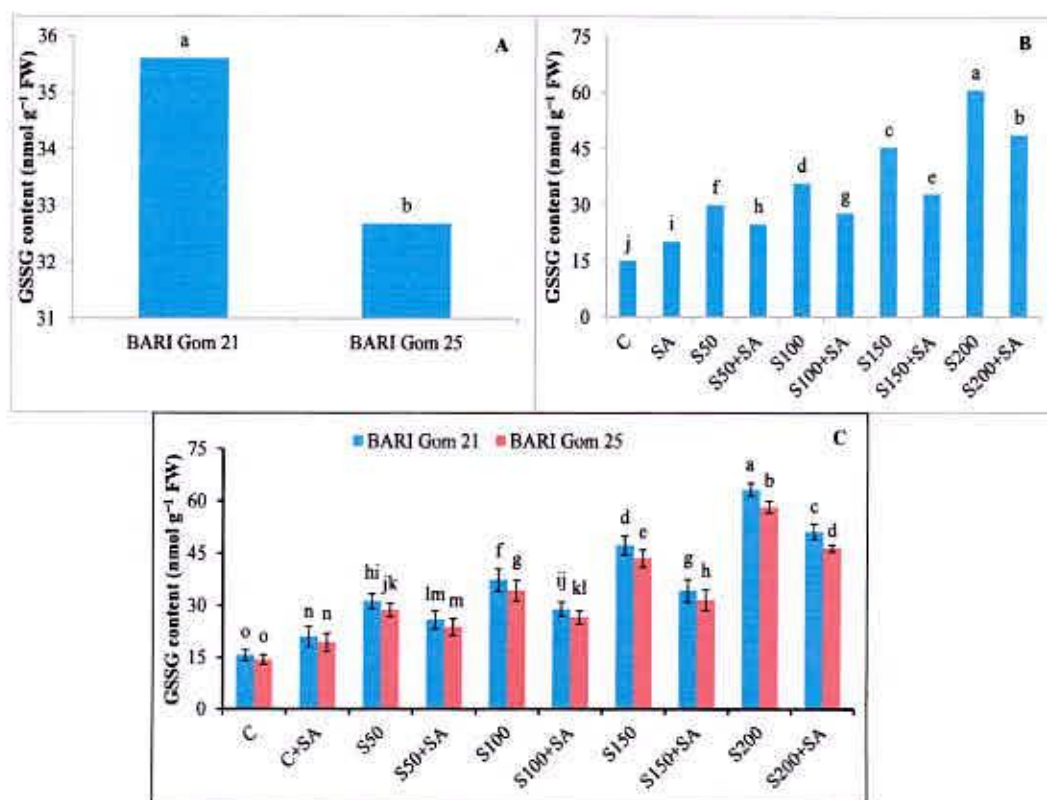 A
GSSG content (nmol g⁻¹ FW)
36
35
34
33
32
31
a
b
BARI Gom 21
BARI Gom 25
B
GSSG content (nmol g⁻¹ FW)
75
60
45
30
15
0
j
i
f
h
d
g
c
e
a
b
C
SA
S50
S50+SA
S100
S100+SA
S150
S150+SA
S200
S200+SA
BARI Gom 21 BARI Gom 25
C
GSSG content (nmol g⁻¹ FW)
75
60
45
30
15
0
o o
n n
hi jk
lm m
f g
ij kl
d e
g h
a b
c d
C
C+SA
S50
S50+SA
S100
S100+SA
S150
S150+SA
S200
S200+SA